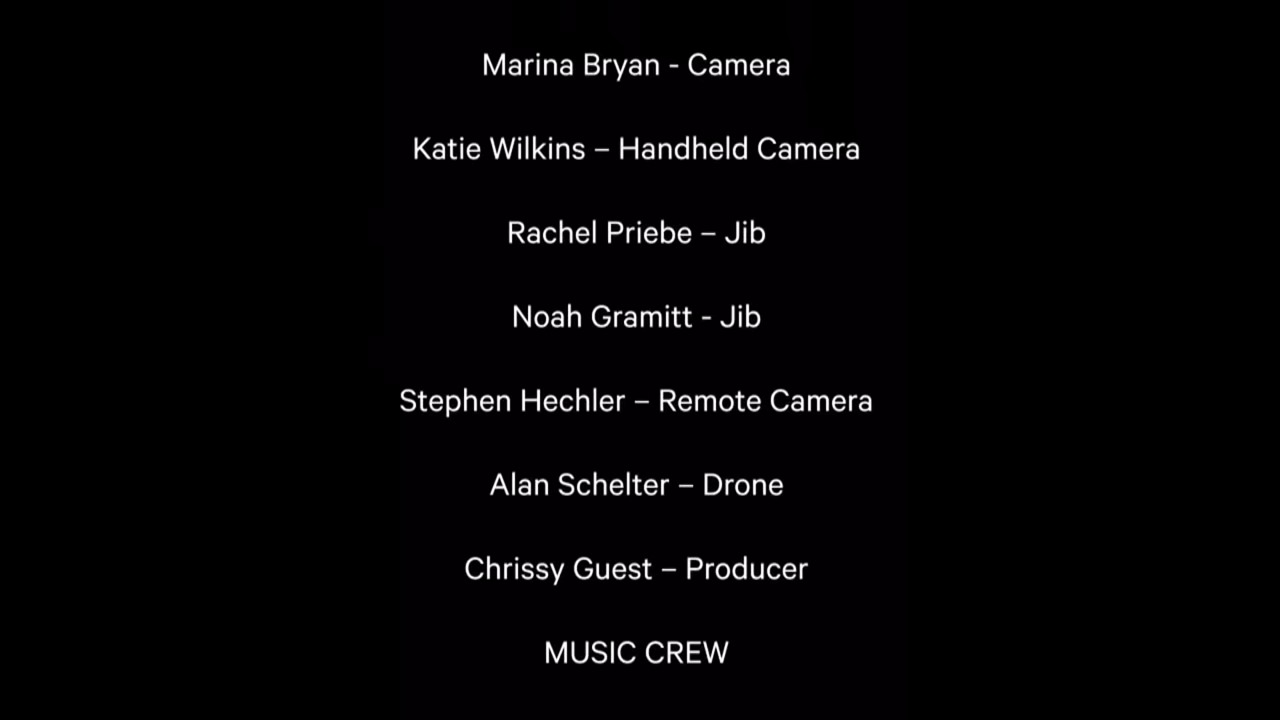 Marina Bryan - Camera
Katie Wilkins – Handheld Camera
Rachel Priebe – Jib
Noah Gramitt - Jib
Stephen Hechler – Remote Camera
Alan Schelter – Drone
Chrissy Guest – Producer
MUSIC CREW